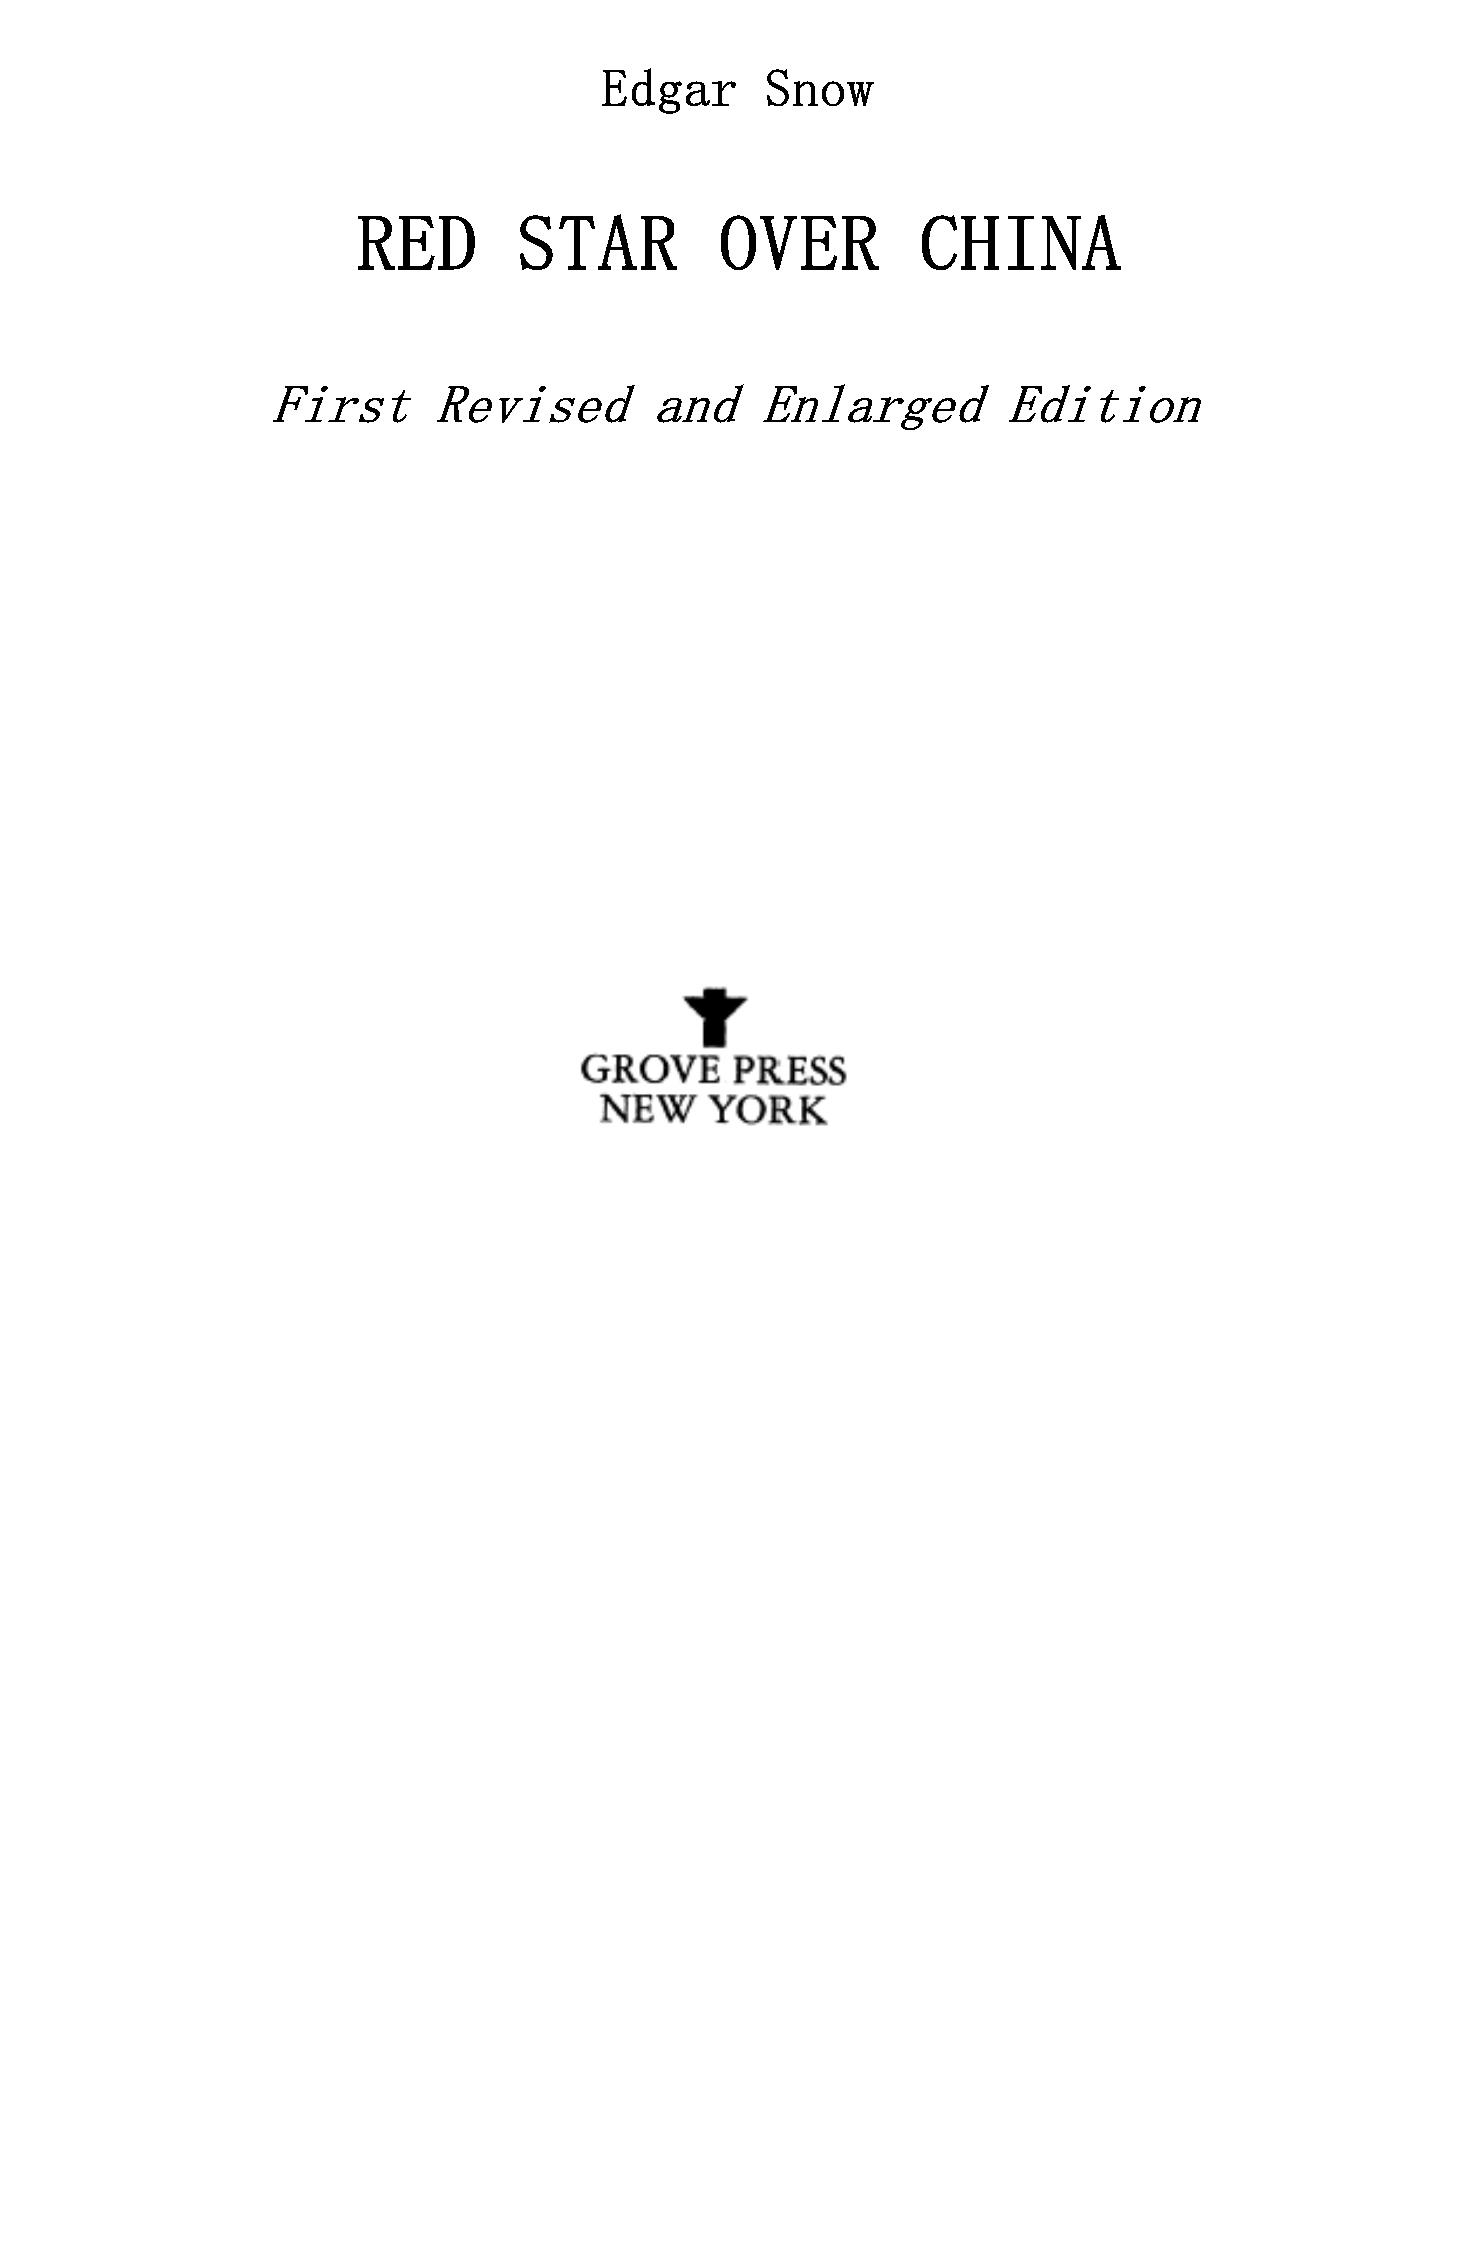 Edgar Snow
RED STAR OVER CHINA
First Revised and Enlarged Edition
GROVE PRESS
NEW YORK